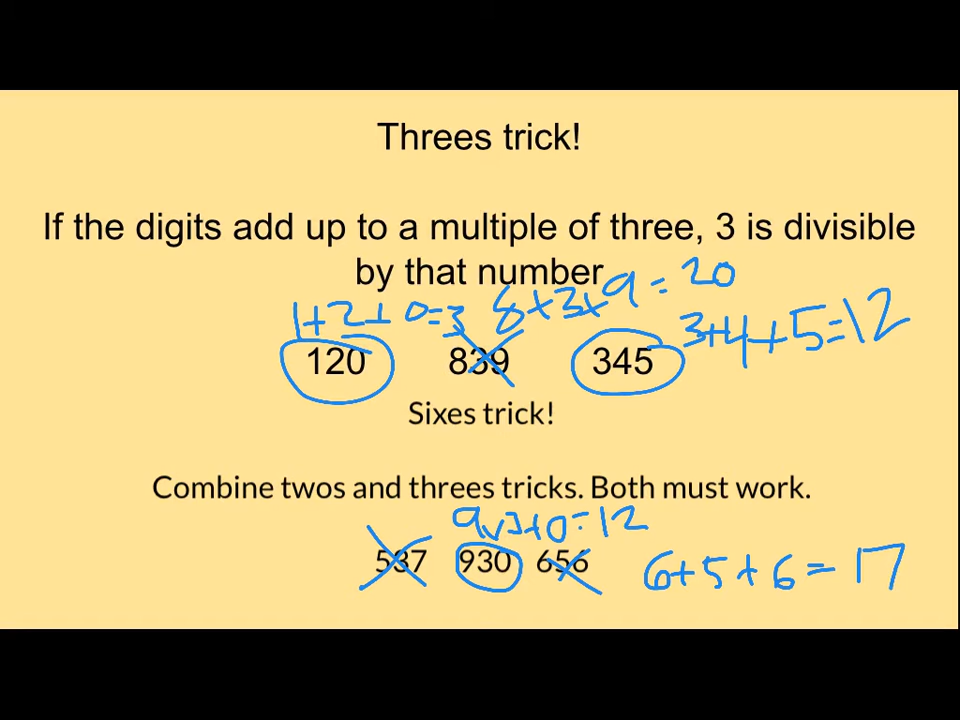 Threes trick!
If the digits add up to a multiple of three, 3 is divisible
by that number
1+2+0=3 8+3+9=20
3+4+5=12
120 839 345
Sixes trick!
Combine twos and threes tricks. Both must work.
9+3+0=12
537 930 656 6+5+6=17